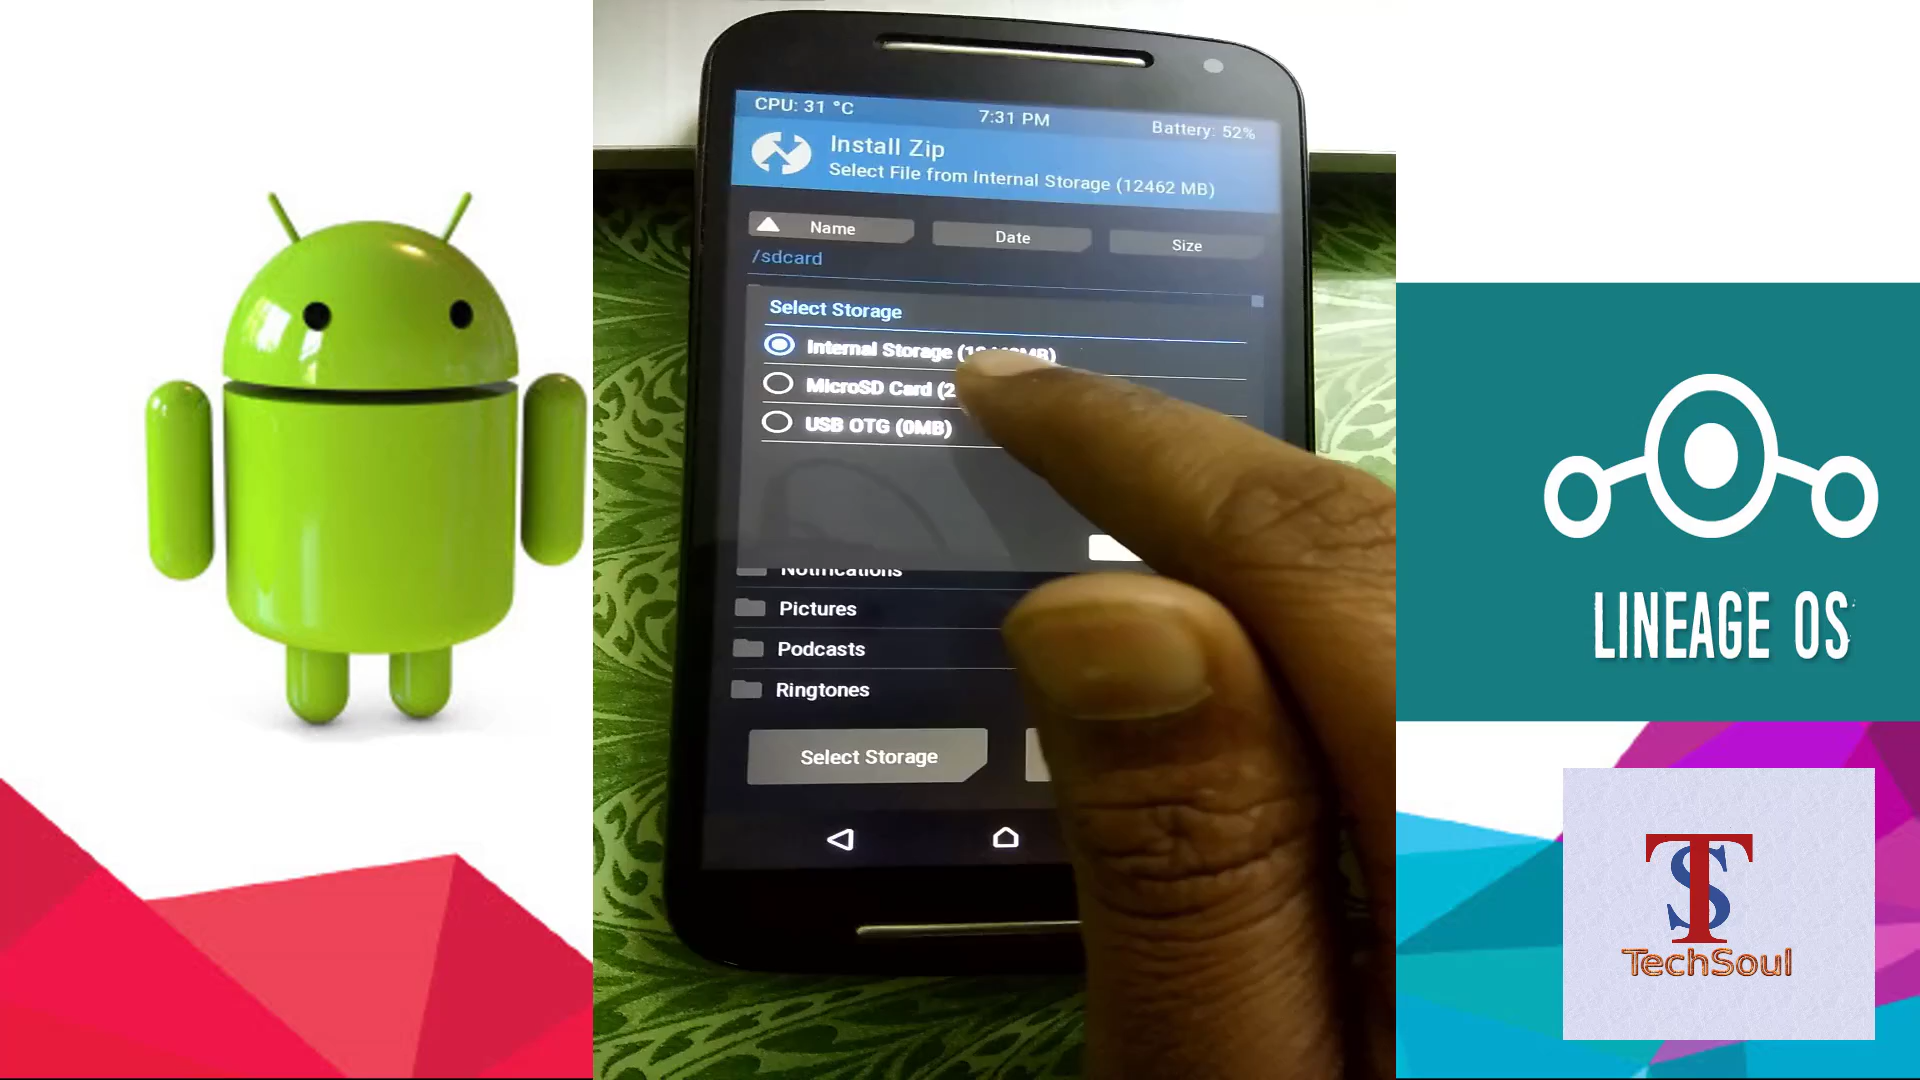 CPU: 31 °C
7:31 PM
Battery: 52%
Install Zip
Select File from Internal Storage (12462 MB)
Name
Date
Size
/sdcard
Select Storage
Internal Storage
MicroSD Card
USB OTG (0MB)
Notifications
Pictures
Podcasts
Ringtones
Select Storage
LINEAGE OS
TS
TechSoul